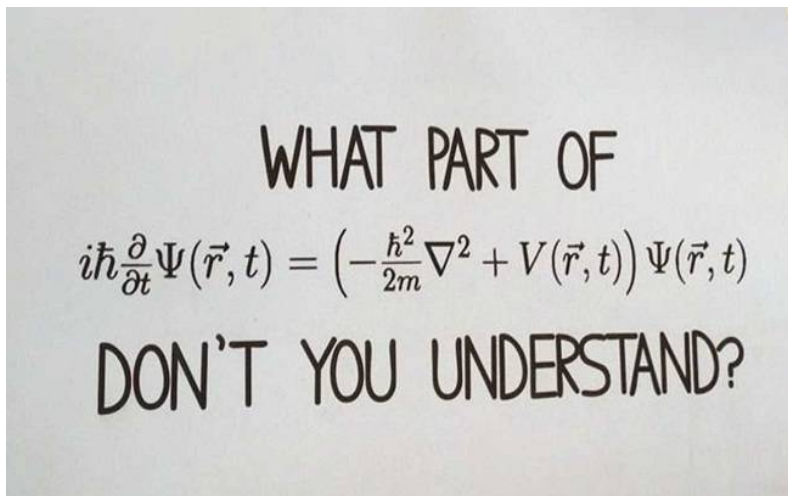 WHAT PART OF
iħ ∂/∂t Ψ(r⃗, t) = (−ħ²/2m ∇² + V(r⃗, t)) Ψ(r⃗, t)
DON'T YOU UNDERSTAND?